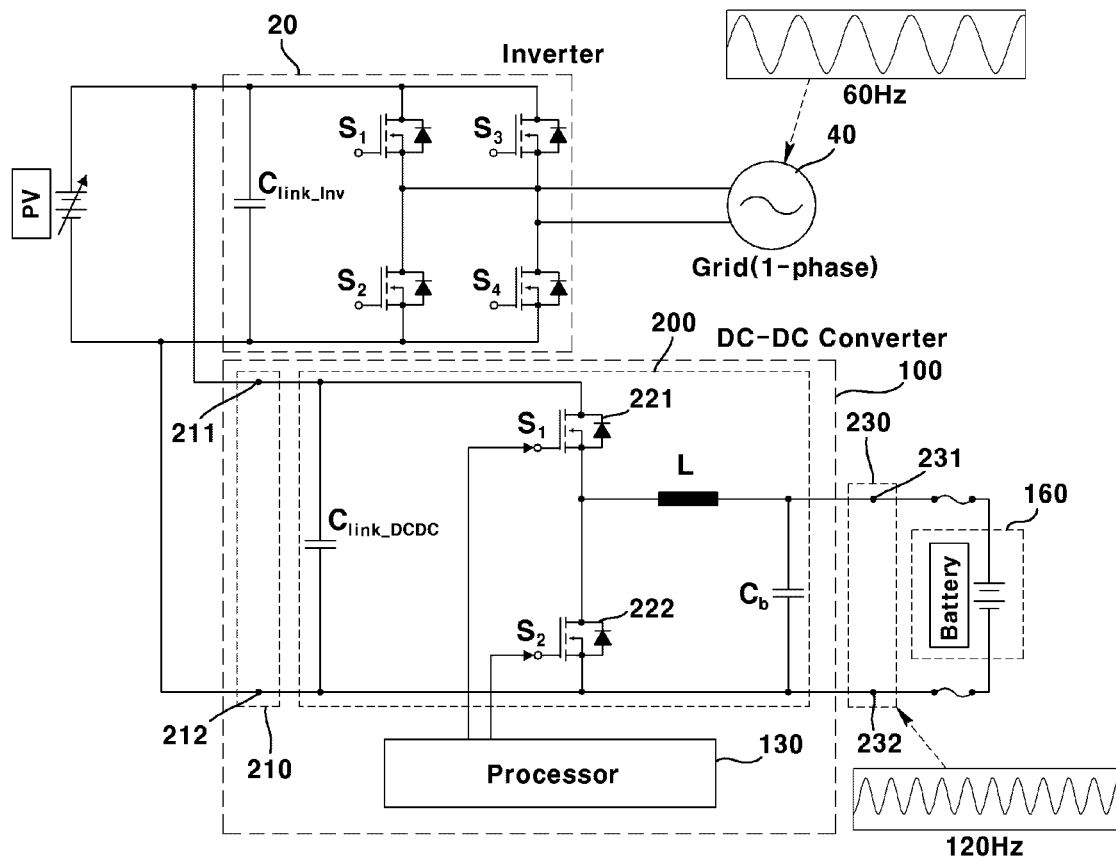 20
Inverter
60Hz
40
S1
S3
PV
Clink_Inv
S2
S4
Grid(1-phase)
200
DC-DC Converter
100
211
S1
221
230
231
L
160
Clink_DCDC
Cb
Battery
S2
222
212
210
232
Processor
130
120Hz